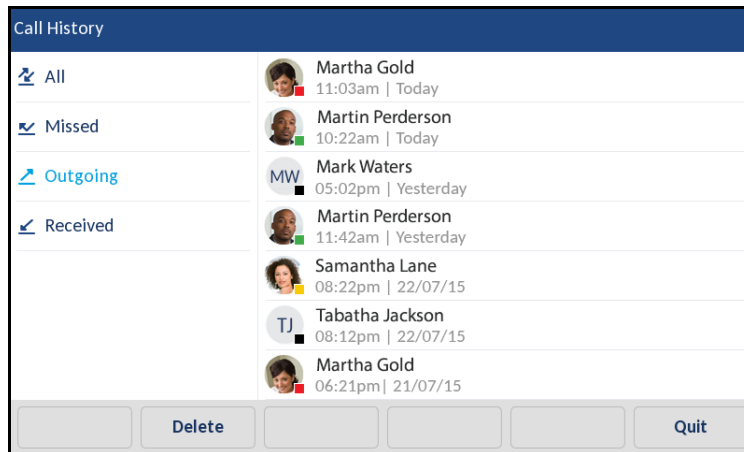 Call History
All
Missed
Outgoing
Received
Martha Gold
11:03am | Today
Martin Perderson
10:22am | Today
MW
Mark Waters
05:02pm | Yesterday
Martin Perderson
11:42am | Yesterday
Samantha Lane
08:22pm | 22/07/15
TJ
Tabatha Jackson
08:12pm | 22/07/15
Martha Gold
06:21pm| 21/07/15
Delete
Quit